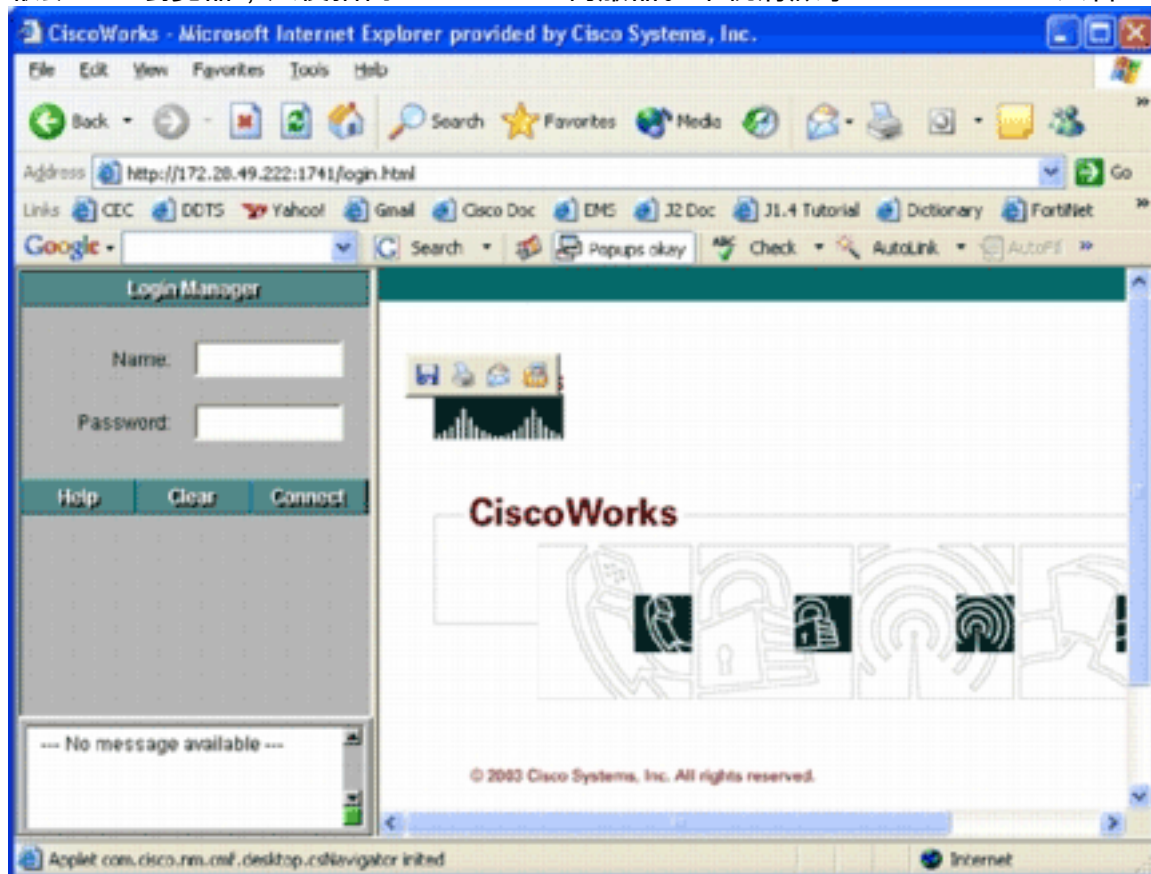 CiscoWorks - Microsoft Internet Explorer provided by Cisco Systems, Inc.
File Edit View Favorites Tools Help
Back Search Favorites Media
Address http://172.28.49.222:1741/login.html Go
Links CEC DDTS Yahoo! Gmail Cisco Doc EMS J2 Doc J1.4 Tutorial Dictionary FortiNet
Google Search Popups okay Check AutoLink AutoFill
Login Manager
Name:
Password:
Help Clear Connect
CiscoWorks
--- No message available ---
© 2003 Cisco Systems, Inc. All rights reserved.
Applet com.cisco.nm.cmf.desktop.csNavigator inited Internet